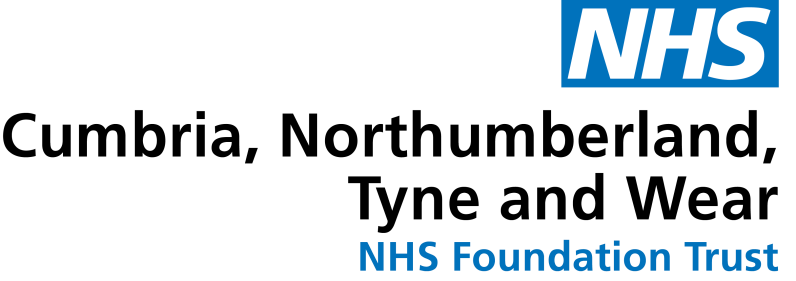 NHS
Cumbria, Northumberland,
Tyne and Wear
NHS Foundation Trust